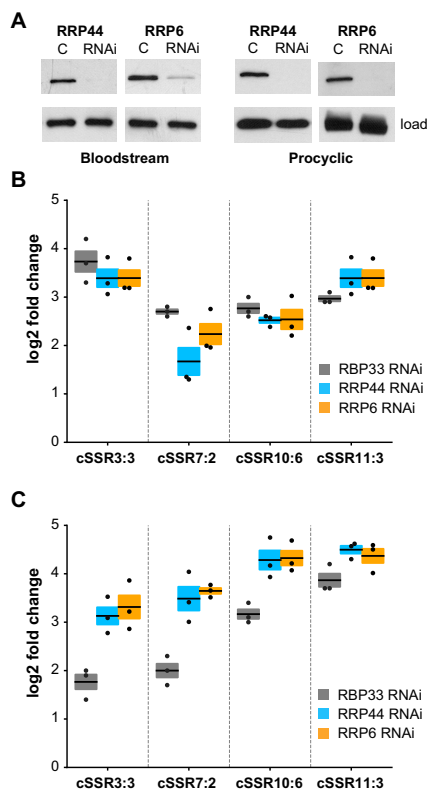 A
RRP44 RRP6 RRP44 RRP6
C RNAi C RNAi C RNAi C RNAi
load
Bloodstream Procyclic
B
log2 fold change
5
4
3
2
1
0
RBP33 RNAi
RRP44 RNAi
RRP6 RNAi
cSSR3:3 cSSR7:2 cSSR10:6 cSSR11:3
C
log2 fold change
5
4
3
2
1
0
RBP33 RNAi
RRP44 RNAi
RRP6 RNAi
cSSR3:3 cSSR7:2 cSSR10:6 cSSR11:3